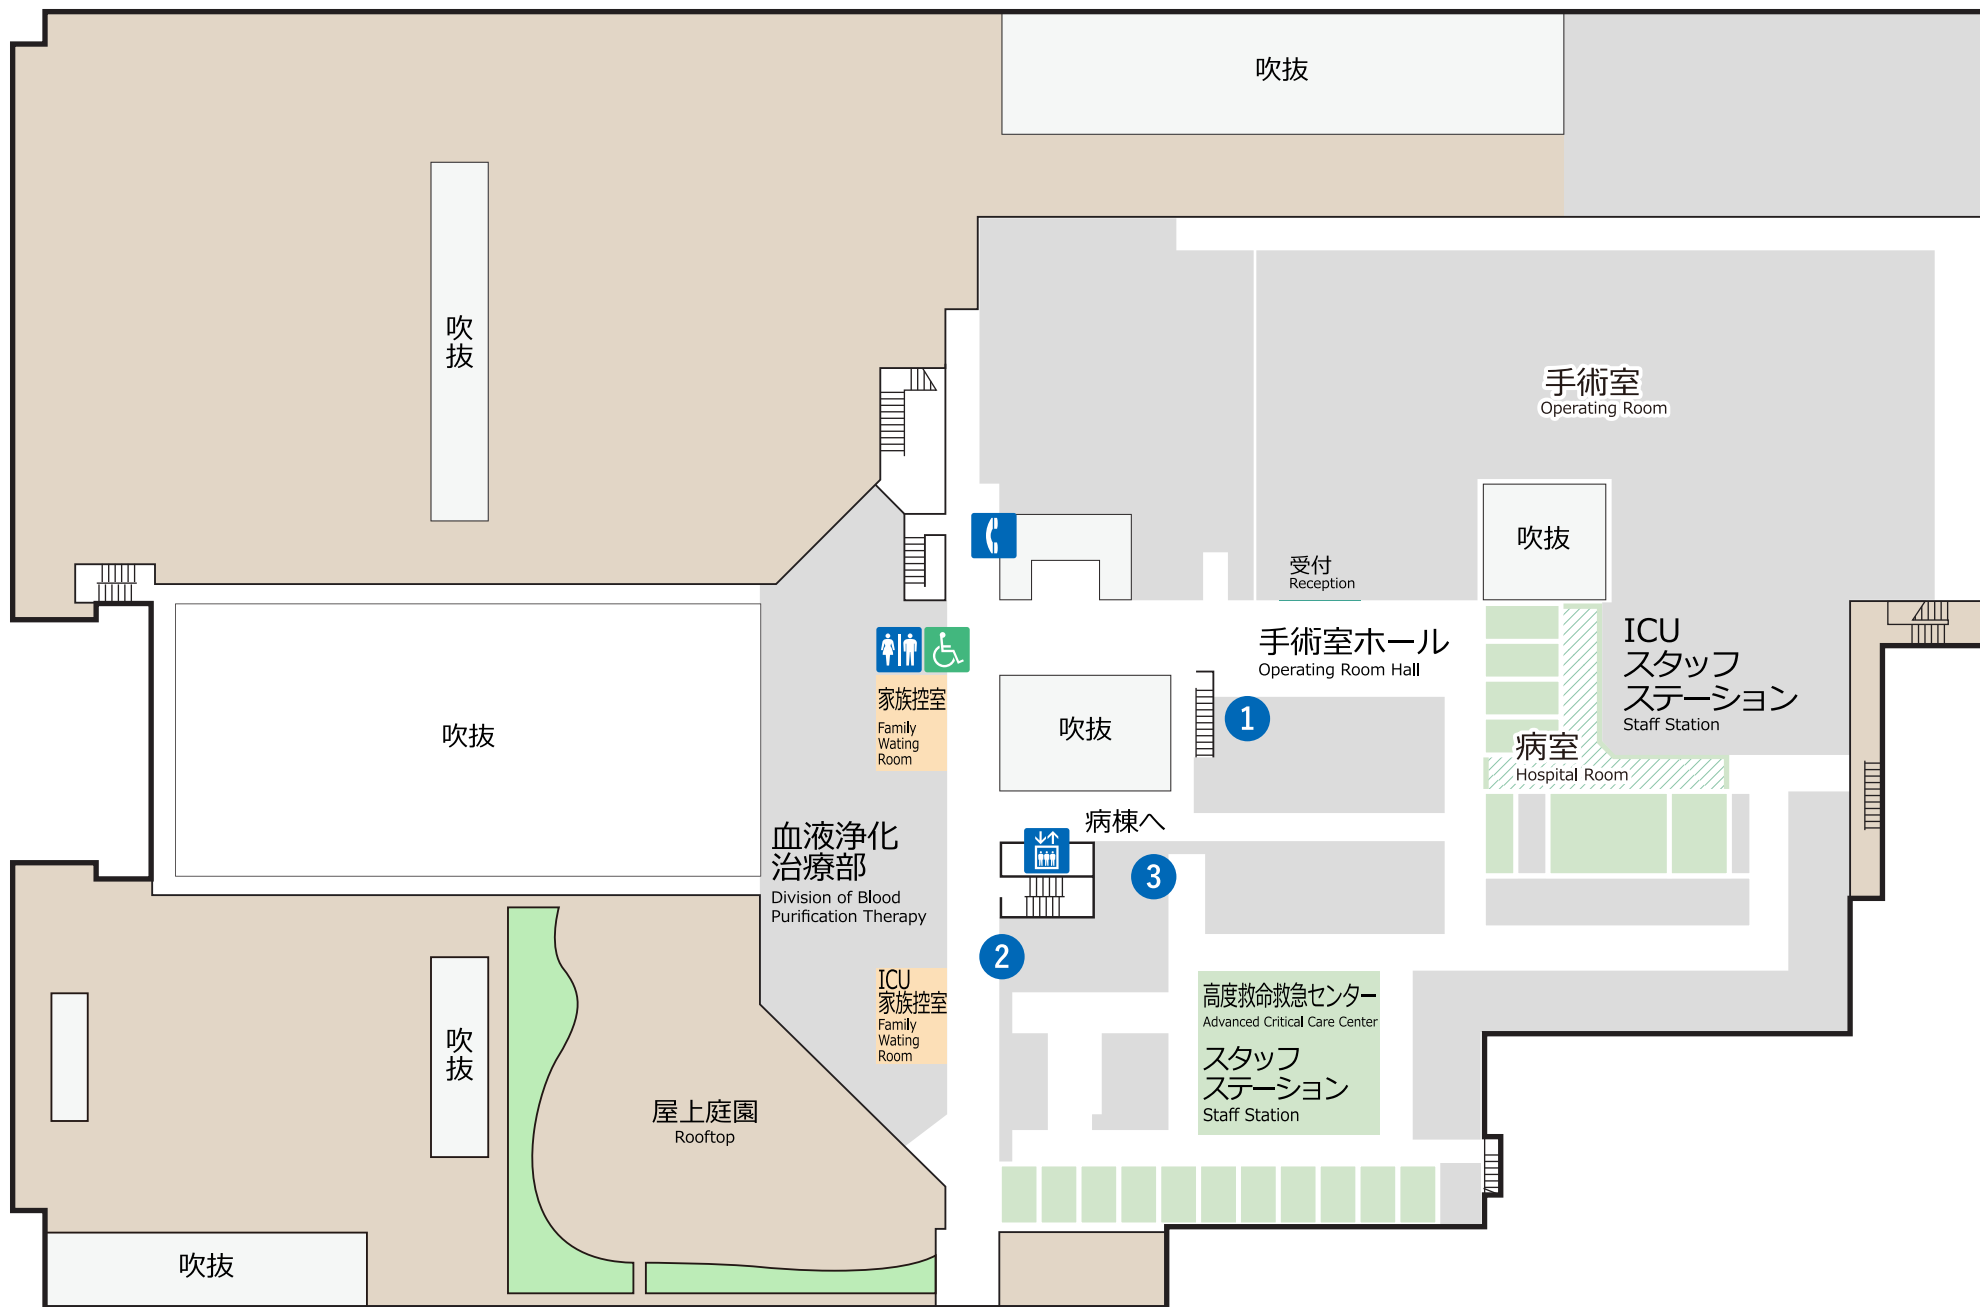 吹抜
吹抜
手術室
Operating Room
吹抜
受付
Reception
手術室ホール
Operating Room Hall
ICU
スタッフ
ステーション
Staff Station
家族控室
Family
Wating
Room
1
吹抜
吹抜
病室
Hospital Room
病棟へ
血液浄化
治療部
Division of Blood
Purification Therapy
3
2
ICU
家族控室
Family
Wating
Room
高度救命救急センター
Advanced Critical Care Center
スタッフ
ステーション
Staff Station
吹抜
屋上庭園
Rooftop
吹抜